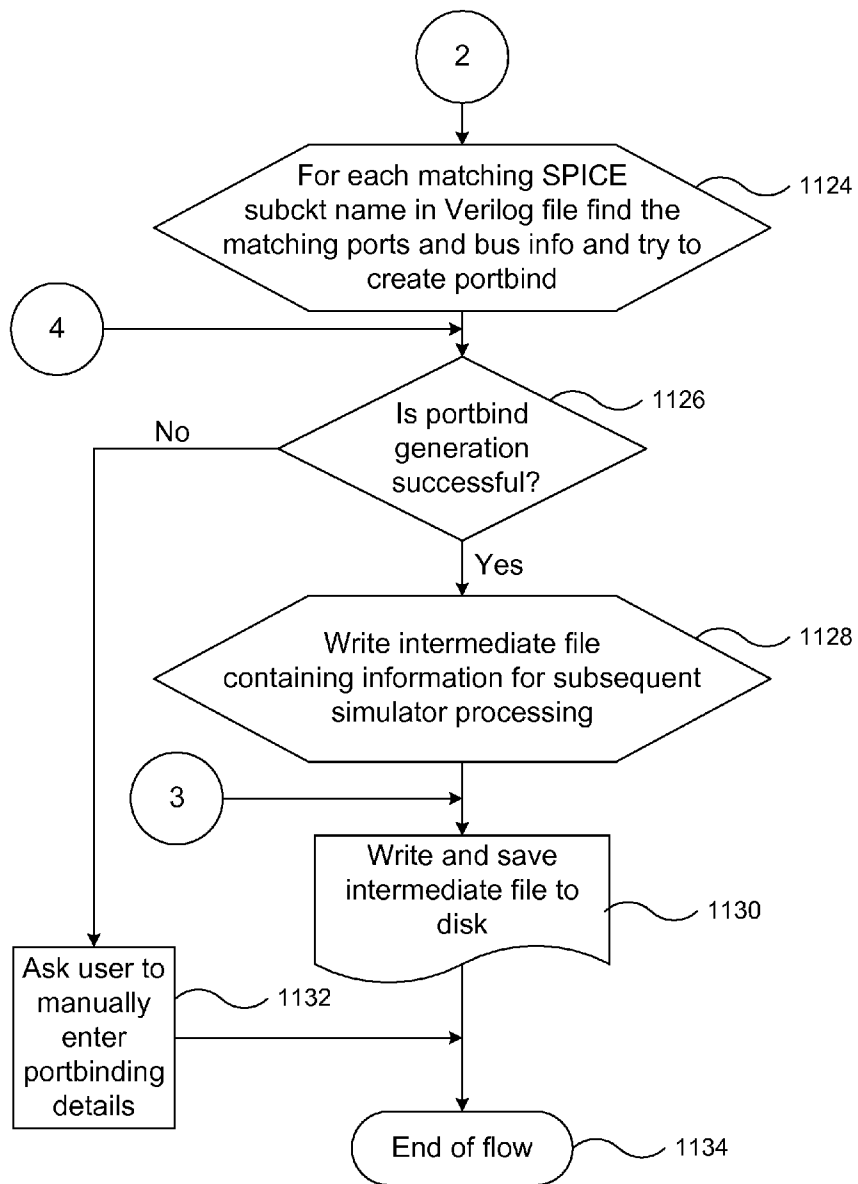 2
For each matching SPICE
subckt name in Verilog file find the
matching ports and bus info and try to
create portbind
1124
4
Is portbind
generation
successful?
1126
No
Yes
Write intermediate file
containing information for subsequent
simulator processing
1128
3
Write and save
intermediate file to
disk
1130
Ask user to
manually
enter
portbinding
details
1132
End of flow
1134